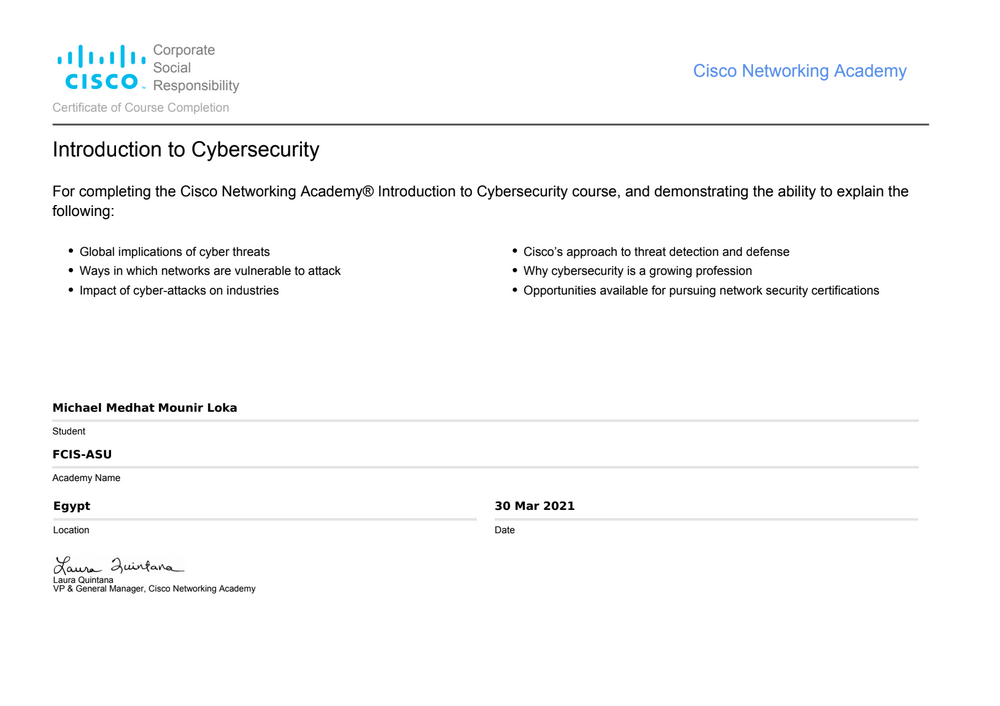 Corporate
Social
CISCO™ Responsibility
Cisco Networking Academy
Certificate of Course Completion
Introduction to Cybersecurity
For completing the Cisco Networking Academy® Introduction to Cybersecurity course, and demonstrating the ability to explain the
following:
• Global implications of cyber threats
• Ways in which networks are vulnerable to attack
• Impact of cyber-attacks on industries
• Cisco’s approach to threat detection and defense
• Why cybersecurity is a growing profession
• Opportunities available for pursuing network security certifications
Michael Medhat Mounir Loka
Student
FCIS-ASU
Academy Name
Egypt
Location
30 Mar 2021
Date
Laura Quintana
Laura Quintana
VP & General Manager, Cisco Networking Academy